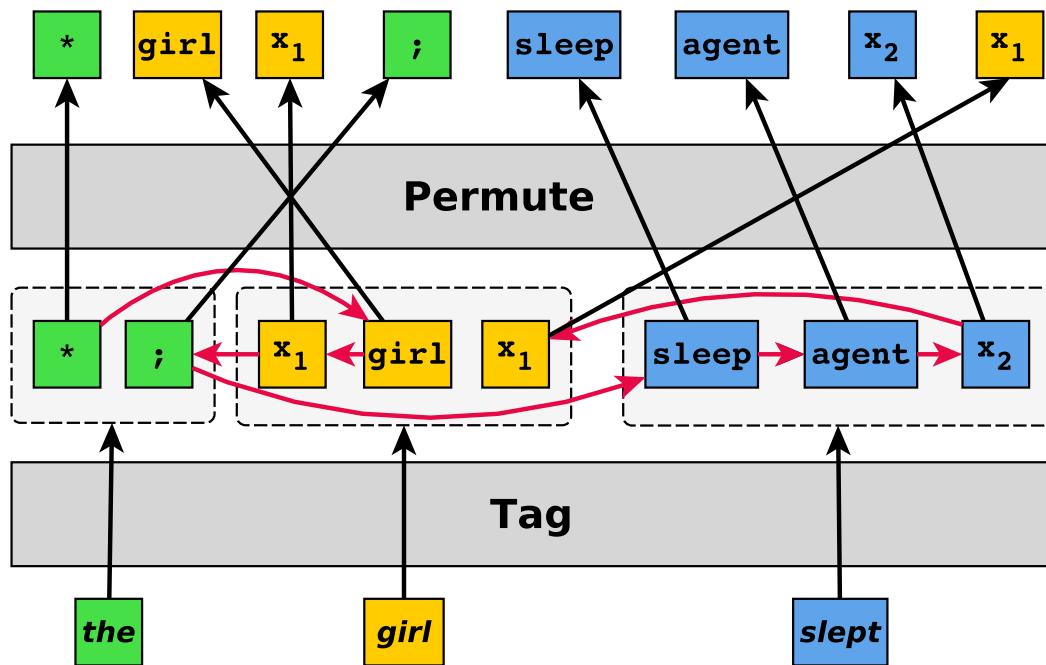 * girl x₁ ; sleep agent x₂ x₁
Permute
* ; x₁ girl x₁ sleep agent x₂
Tag
the girl slept